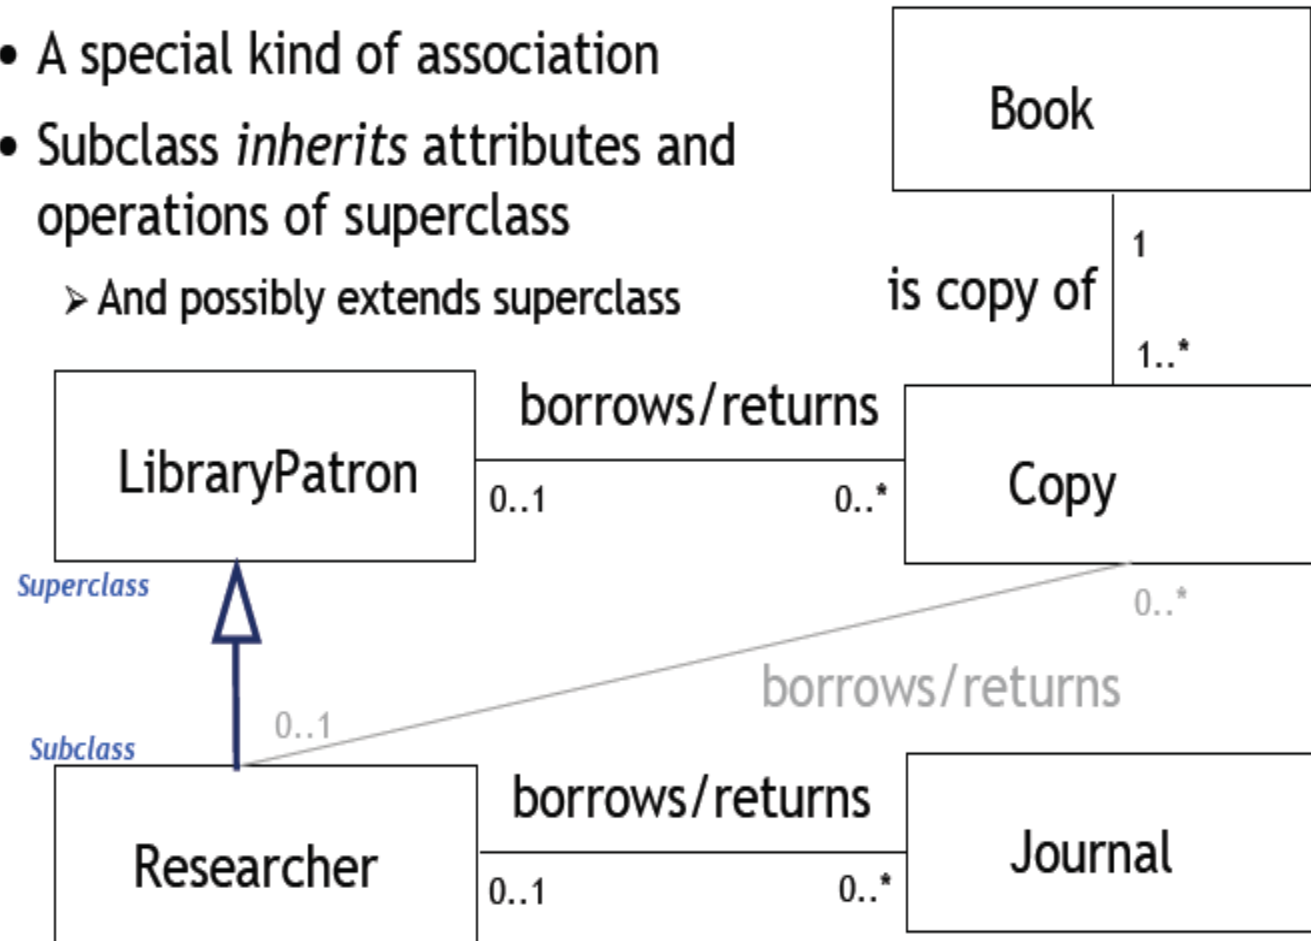 • A special kind of association
• Subclass inherits attributes and
operations of superclass
➢ And possibly extends superclass
Book
1
is copy of
1..*
LibraryPatron
borrows/returns
0..1
0..*
Copy
Superclass
0..*
borrows/returns
0..1
Subclass
Researcher
borrows/returns
0..1
0..*
Journal